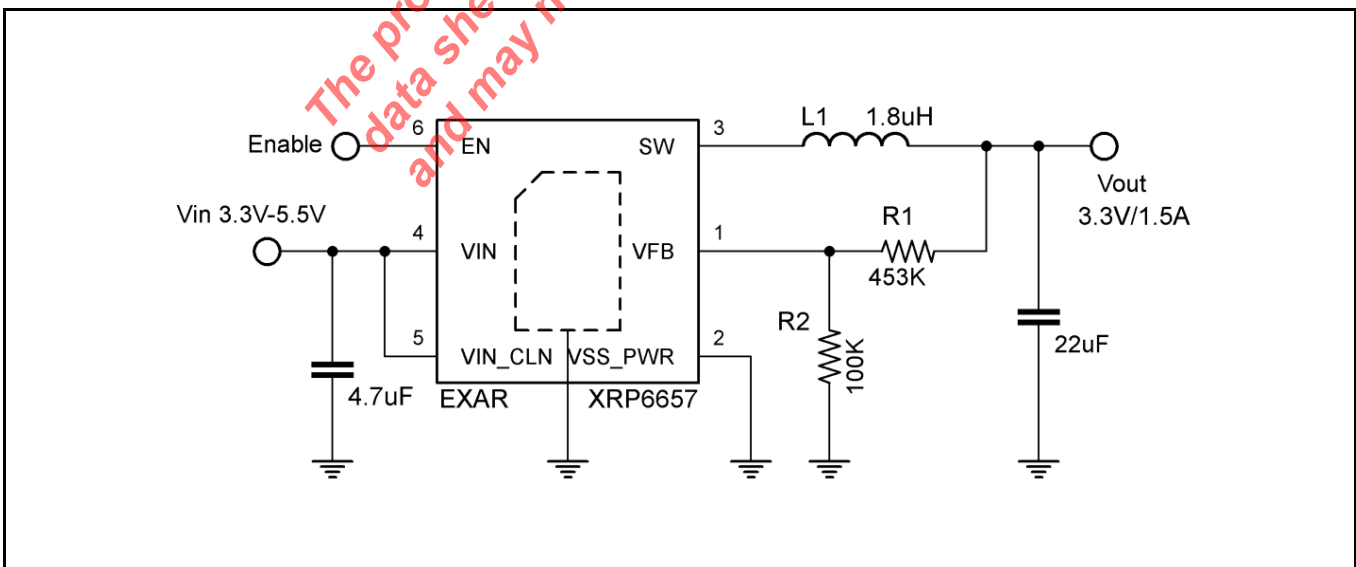 The pro
data she
and may n
Enable
6
EN
SW
3
L1
1.8uH
Vout
3.3V/1.5A
Vin 3.3V-5.5V
4
VIN
VFB
1
R1
453K
5
VIN_CLN
VSS_PWR
2
R2
100K
22uF
4.7uF
EXAR
XRP6657